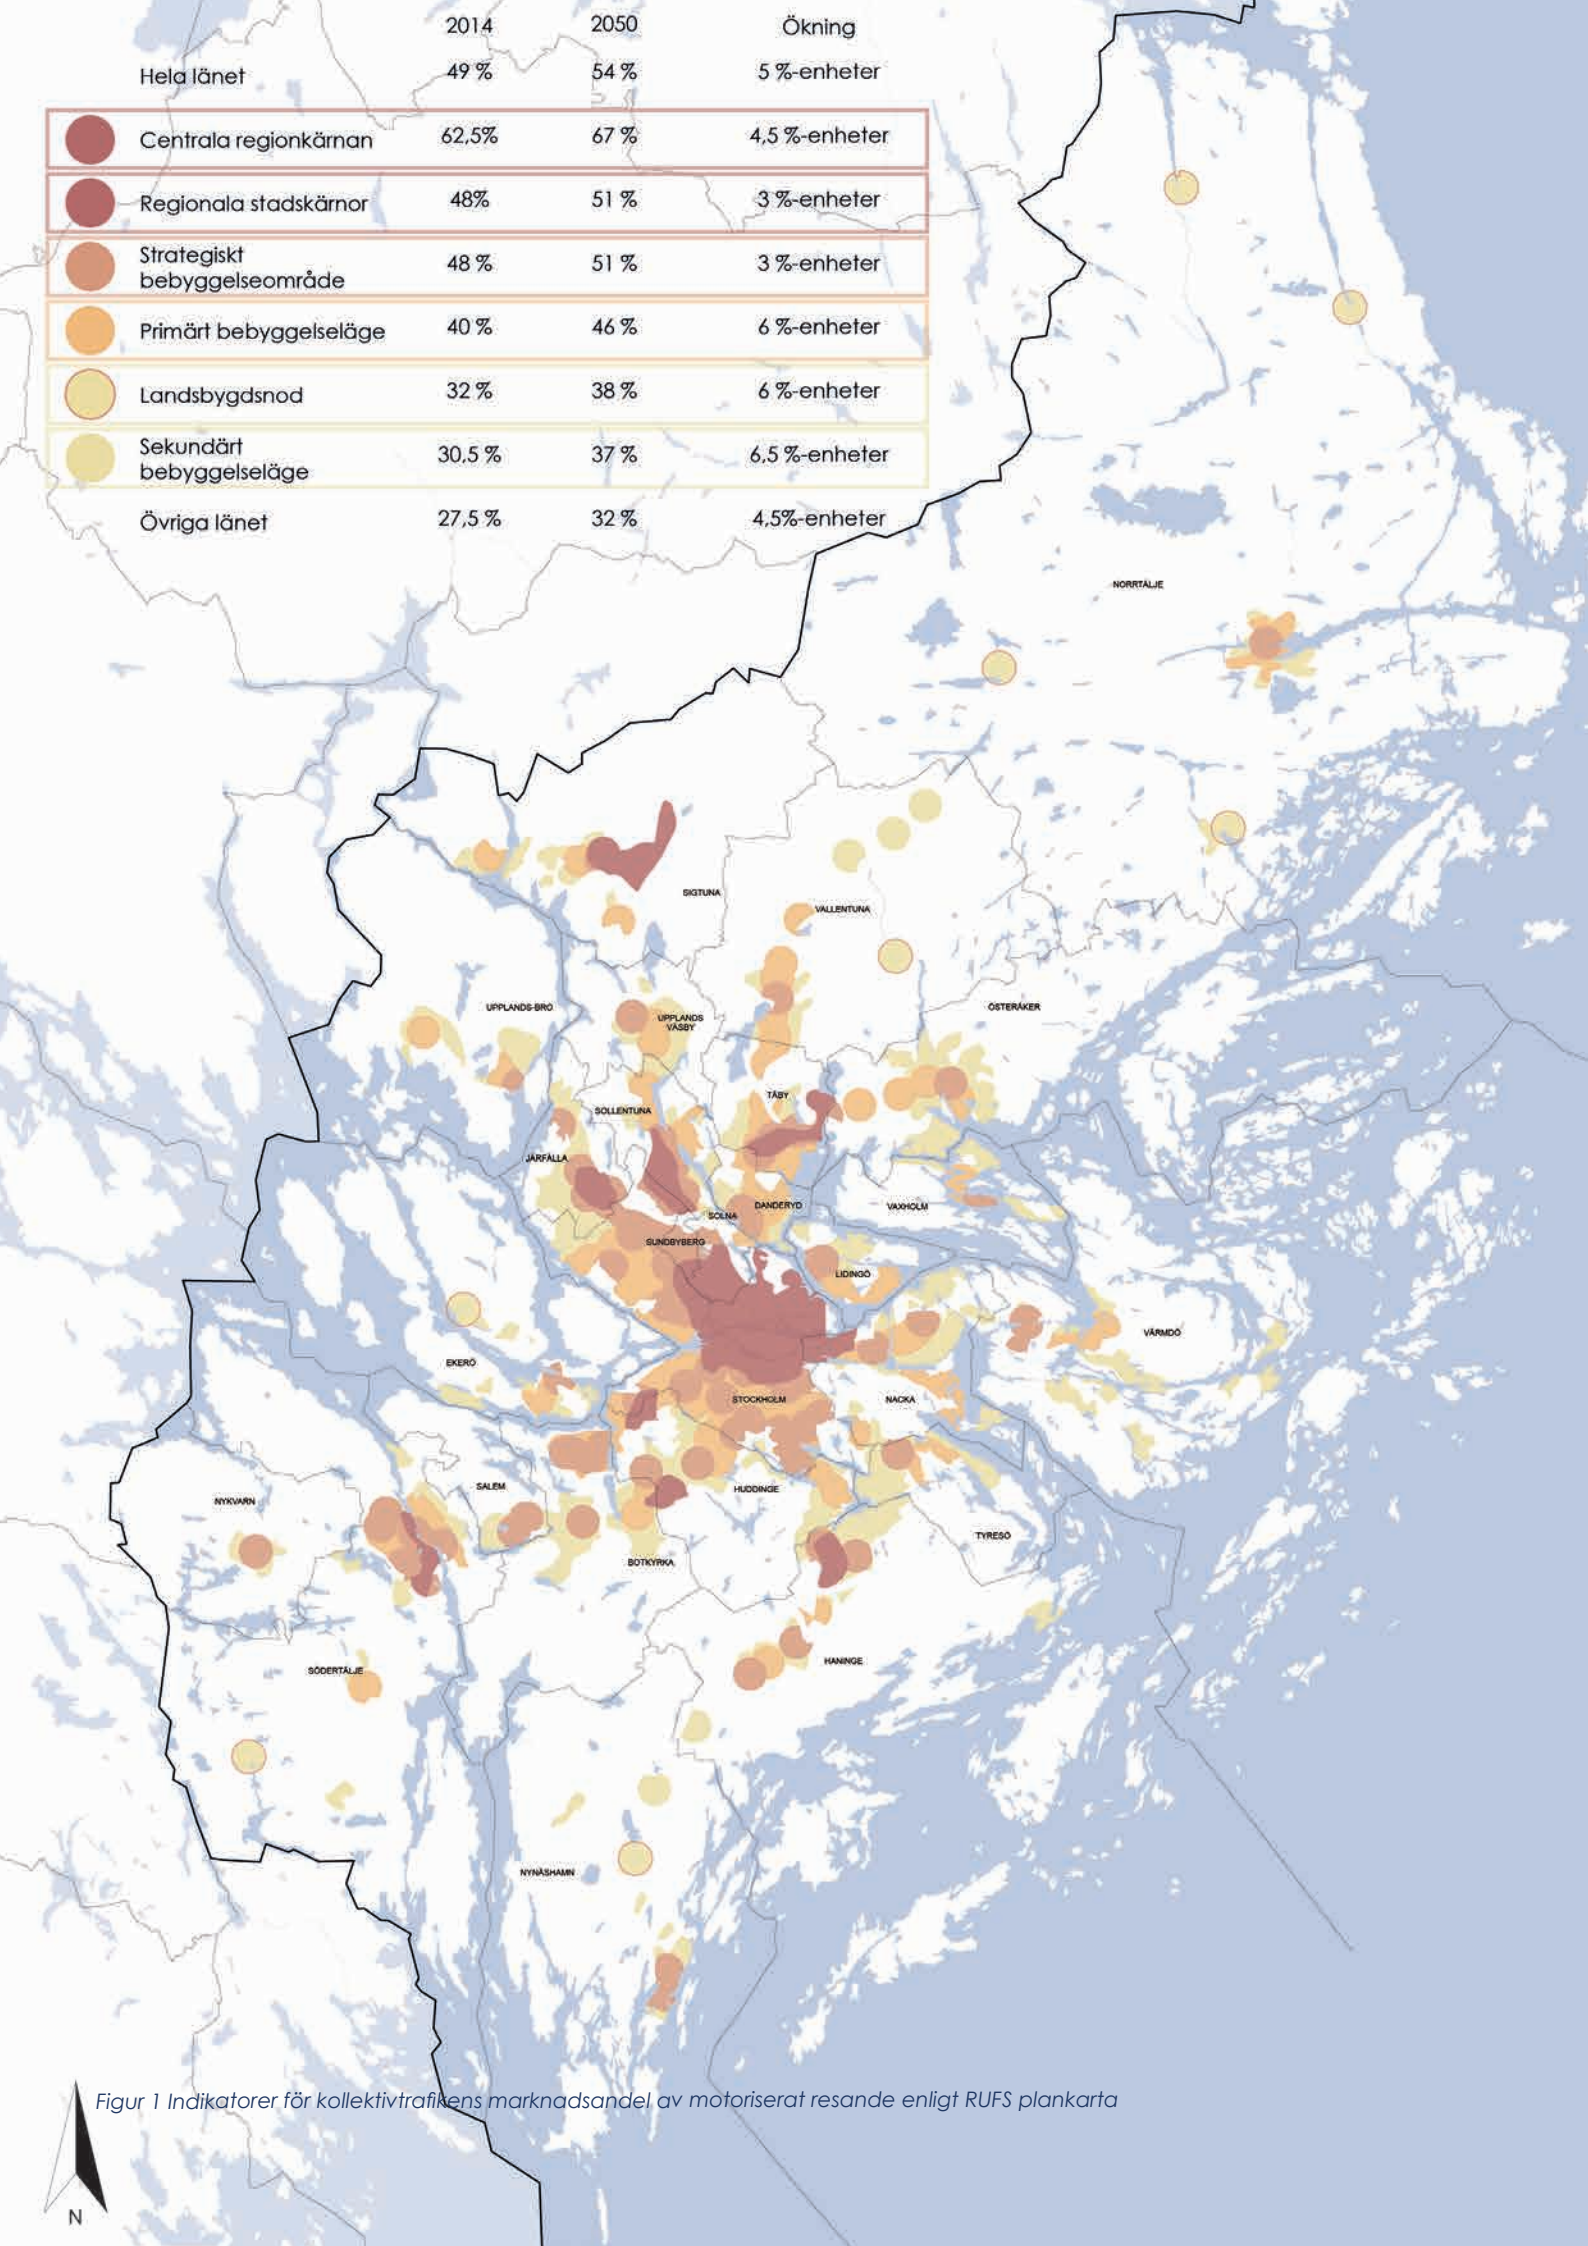 2014 2050 Ökning
Hela länet 49 % 54 % 5 %-enheter
Centrala regionkärnan 62,5% 67 % 4,5 %-enheter
Regionala stadskärnor 48% 51 % 3 %-enheter
Strategiskt
bebyggelseområde 48 % 51 % 3 %-enheter
Primärt bebyggelseläge 40 % 46 % 6 %-enheter
Landsbygdsnod 32 % 38 % 6 %-enheter
Sekundärt
bebyggelseläge 30,5 % 37 % 6,5 %-enheter
Övriga länet 27,5 % 32 % 4,5%-enheter
NORRTÄLJE
SIGTUNA
VALLENTUNA
UPPLANDS-BRO
ÖSTERÅKER
UPPLANDS
VÄSBY
TÄBY
SOLLENTUNA
JÄRFÄLLA
DANDERYD
VAXHOLM
SOLNA
SUNDBYBERG
LIDINGÖ
VÄRMDÖ
EKERÖ
STOCKHOLM
NACKA
SALEM
HUDDINGE
NYKVARN
TYRESÖ
BOTKYRKA
HANINGE
SÖDERTÄLJE
NYNÄSHAMN
Figur 1 Indikatorer för kollektivtrafikens marknadsandel av motoriserat resande enligt RUFS plankarta
N